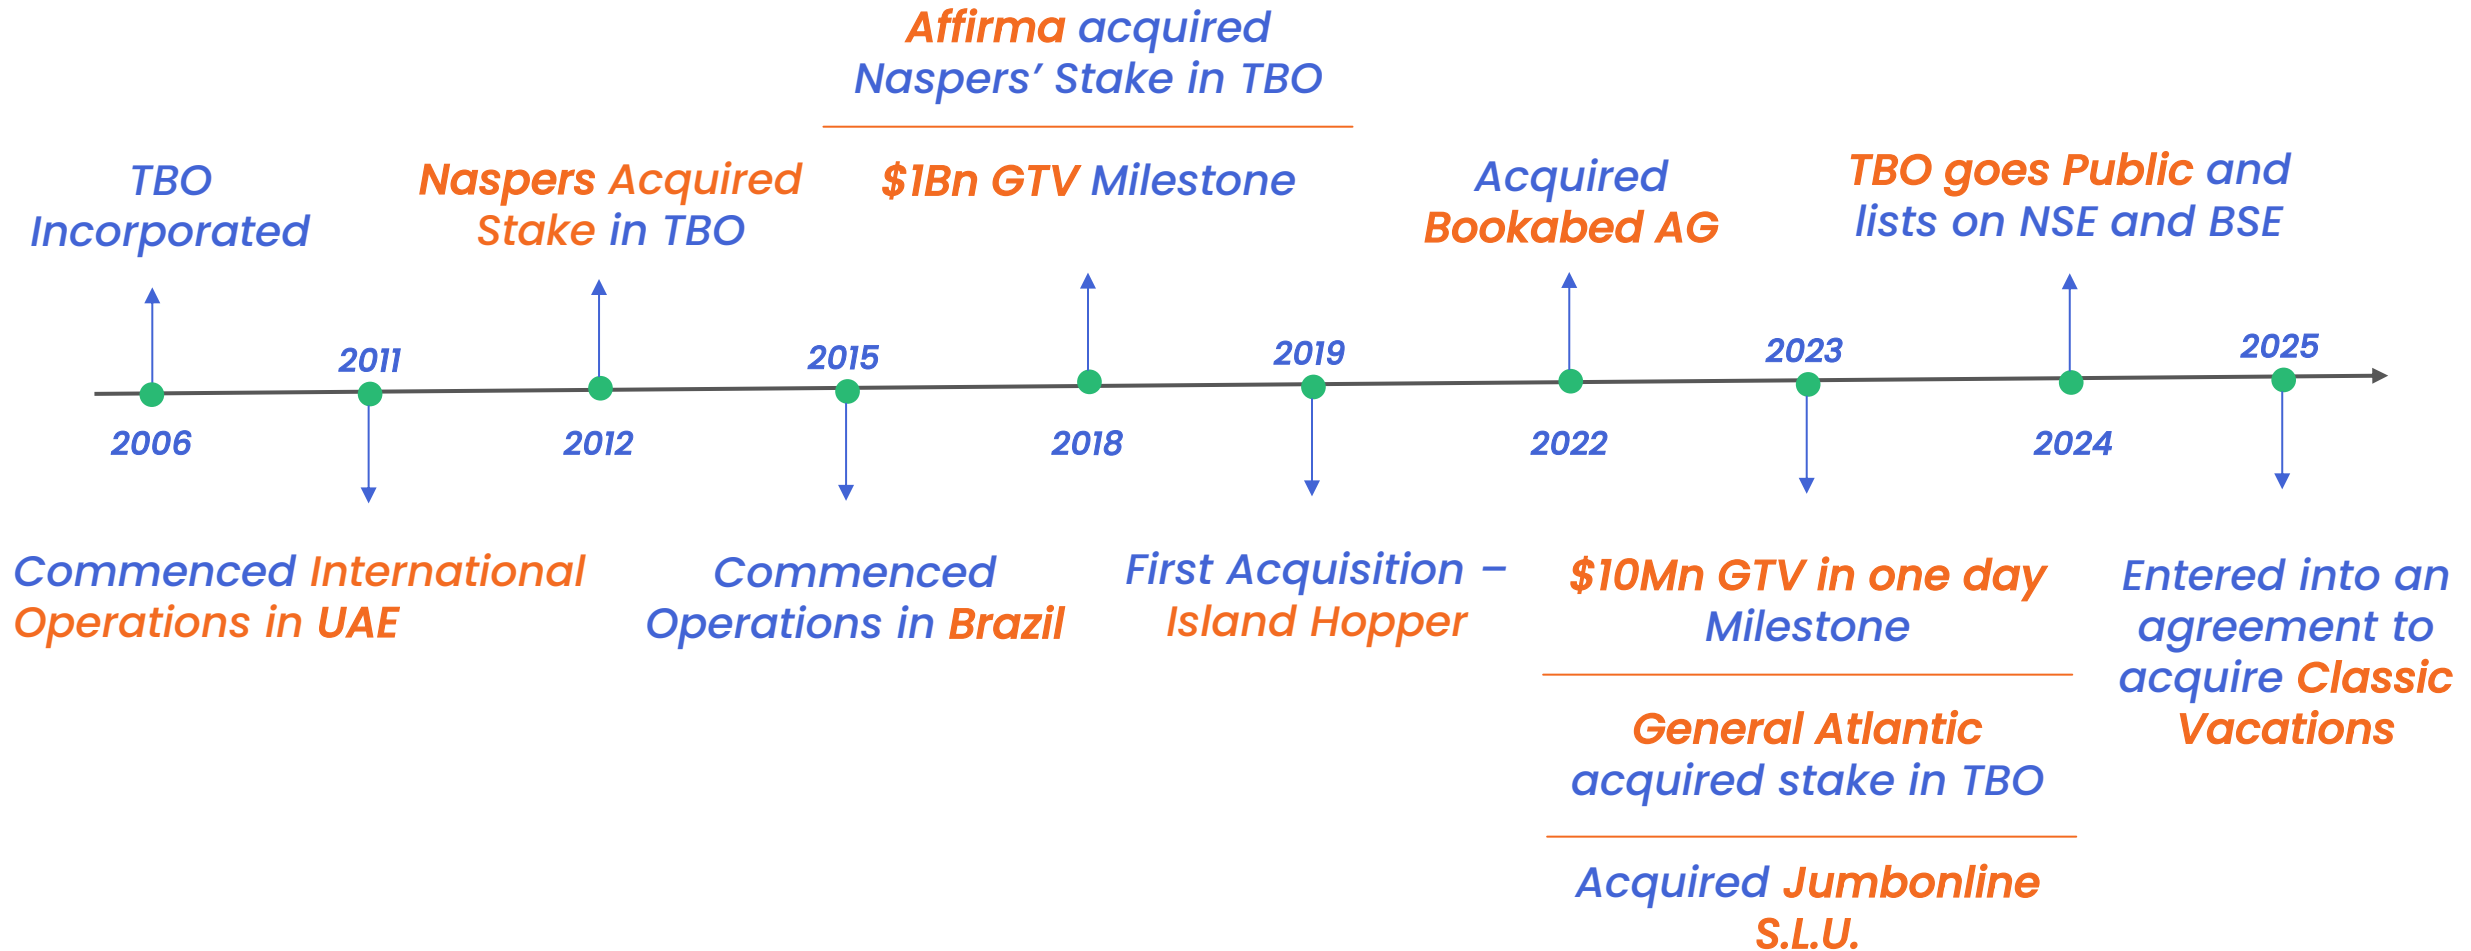 Affirma acquired
Naspers’ Stake in TBO
TBO
Incorporated
Naspers Acquired
Stake in TBO
$1Bn GTV Milestone
Acquired
Bookabed AG
TBO goes Public and
lists on NSE and BSE
2011
2015
2019
2023
2025
2006
2012
2018
2022
2024
Commenced International
Operations in UAE
Commenced
Operations in Brazil
First Acquisition –
Island Hopper
$10Mn GTV in one day
Milestone
General Atlantic
acquired stake in TBO
Acquired Jumbonline
S.L.U.
Entered into an
agreement to
acquire Classic
Vacations